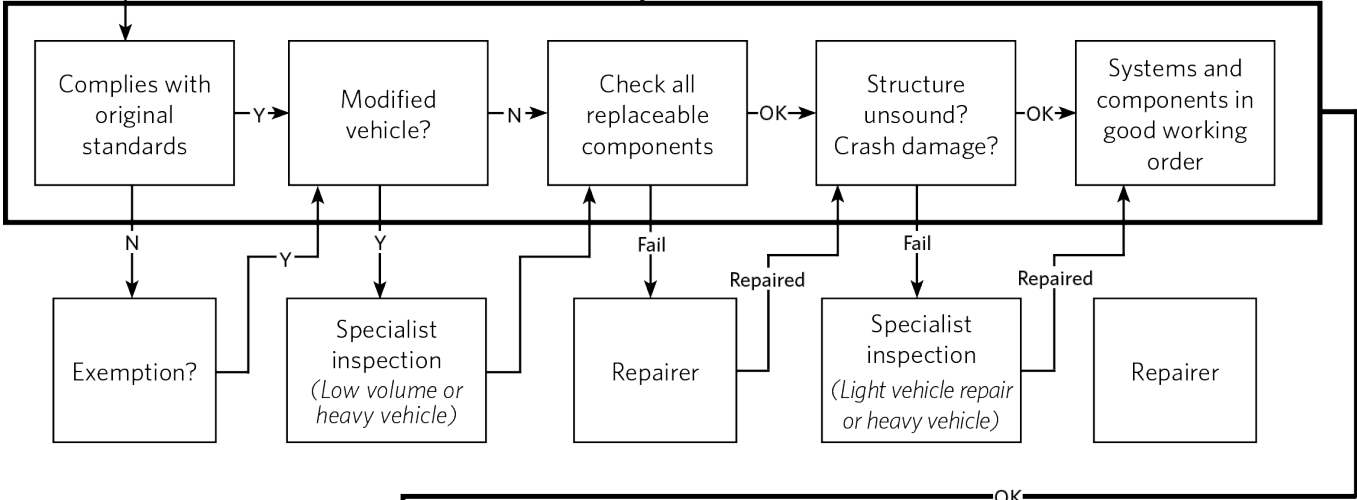 Complies with
original
standards
Y
Modified
vehicle?
N
Check all
replaceable
components
OK
Structure
unsound?
Crash damage?
OK
Systems and
components in
good working
order
N
Y
Y
Fail
Repaired
Fail
Repaired
Exemption?
Specialist
inspection
(Low volume or
heavy vehicle)
Repairer
Specialist
inspection
(Light vehicle repair
or heavy vehicle)
Repairer
OK